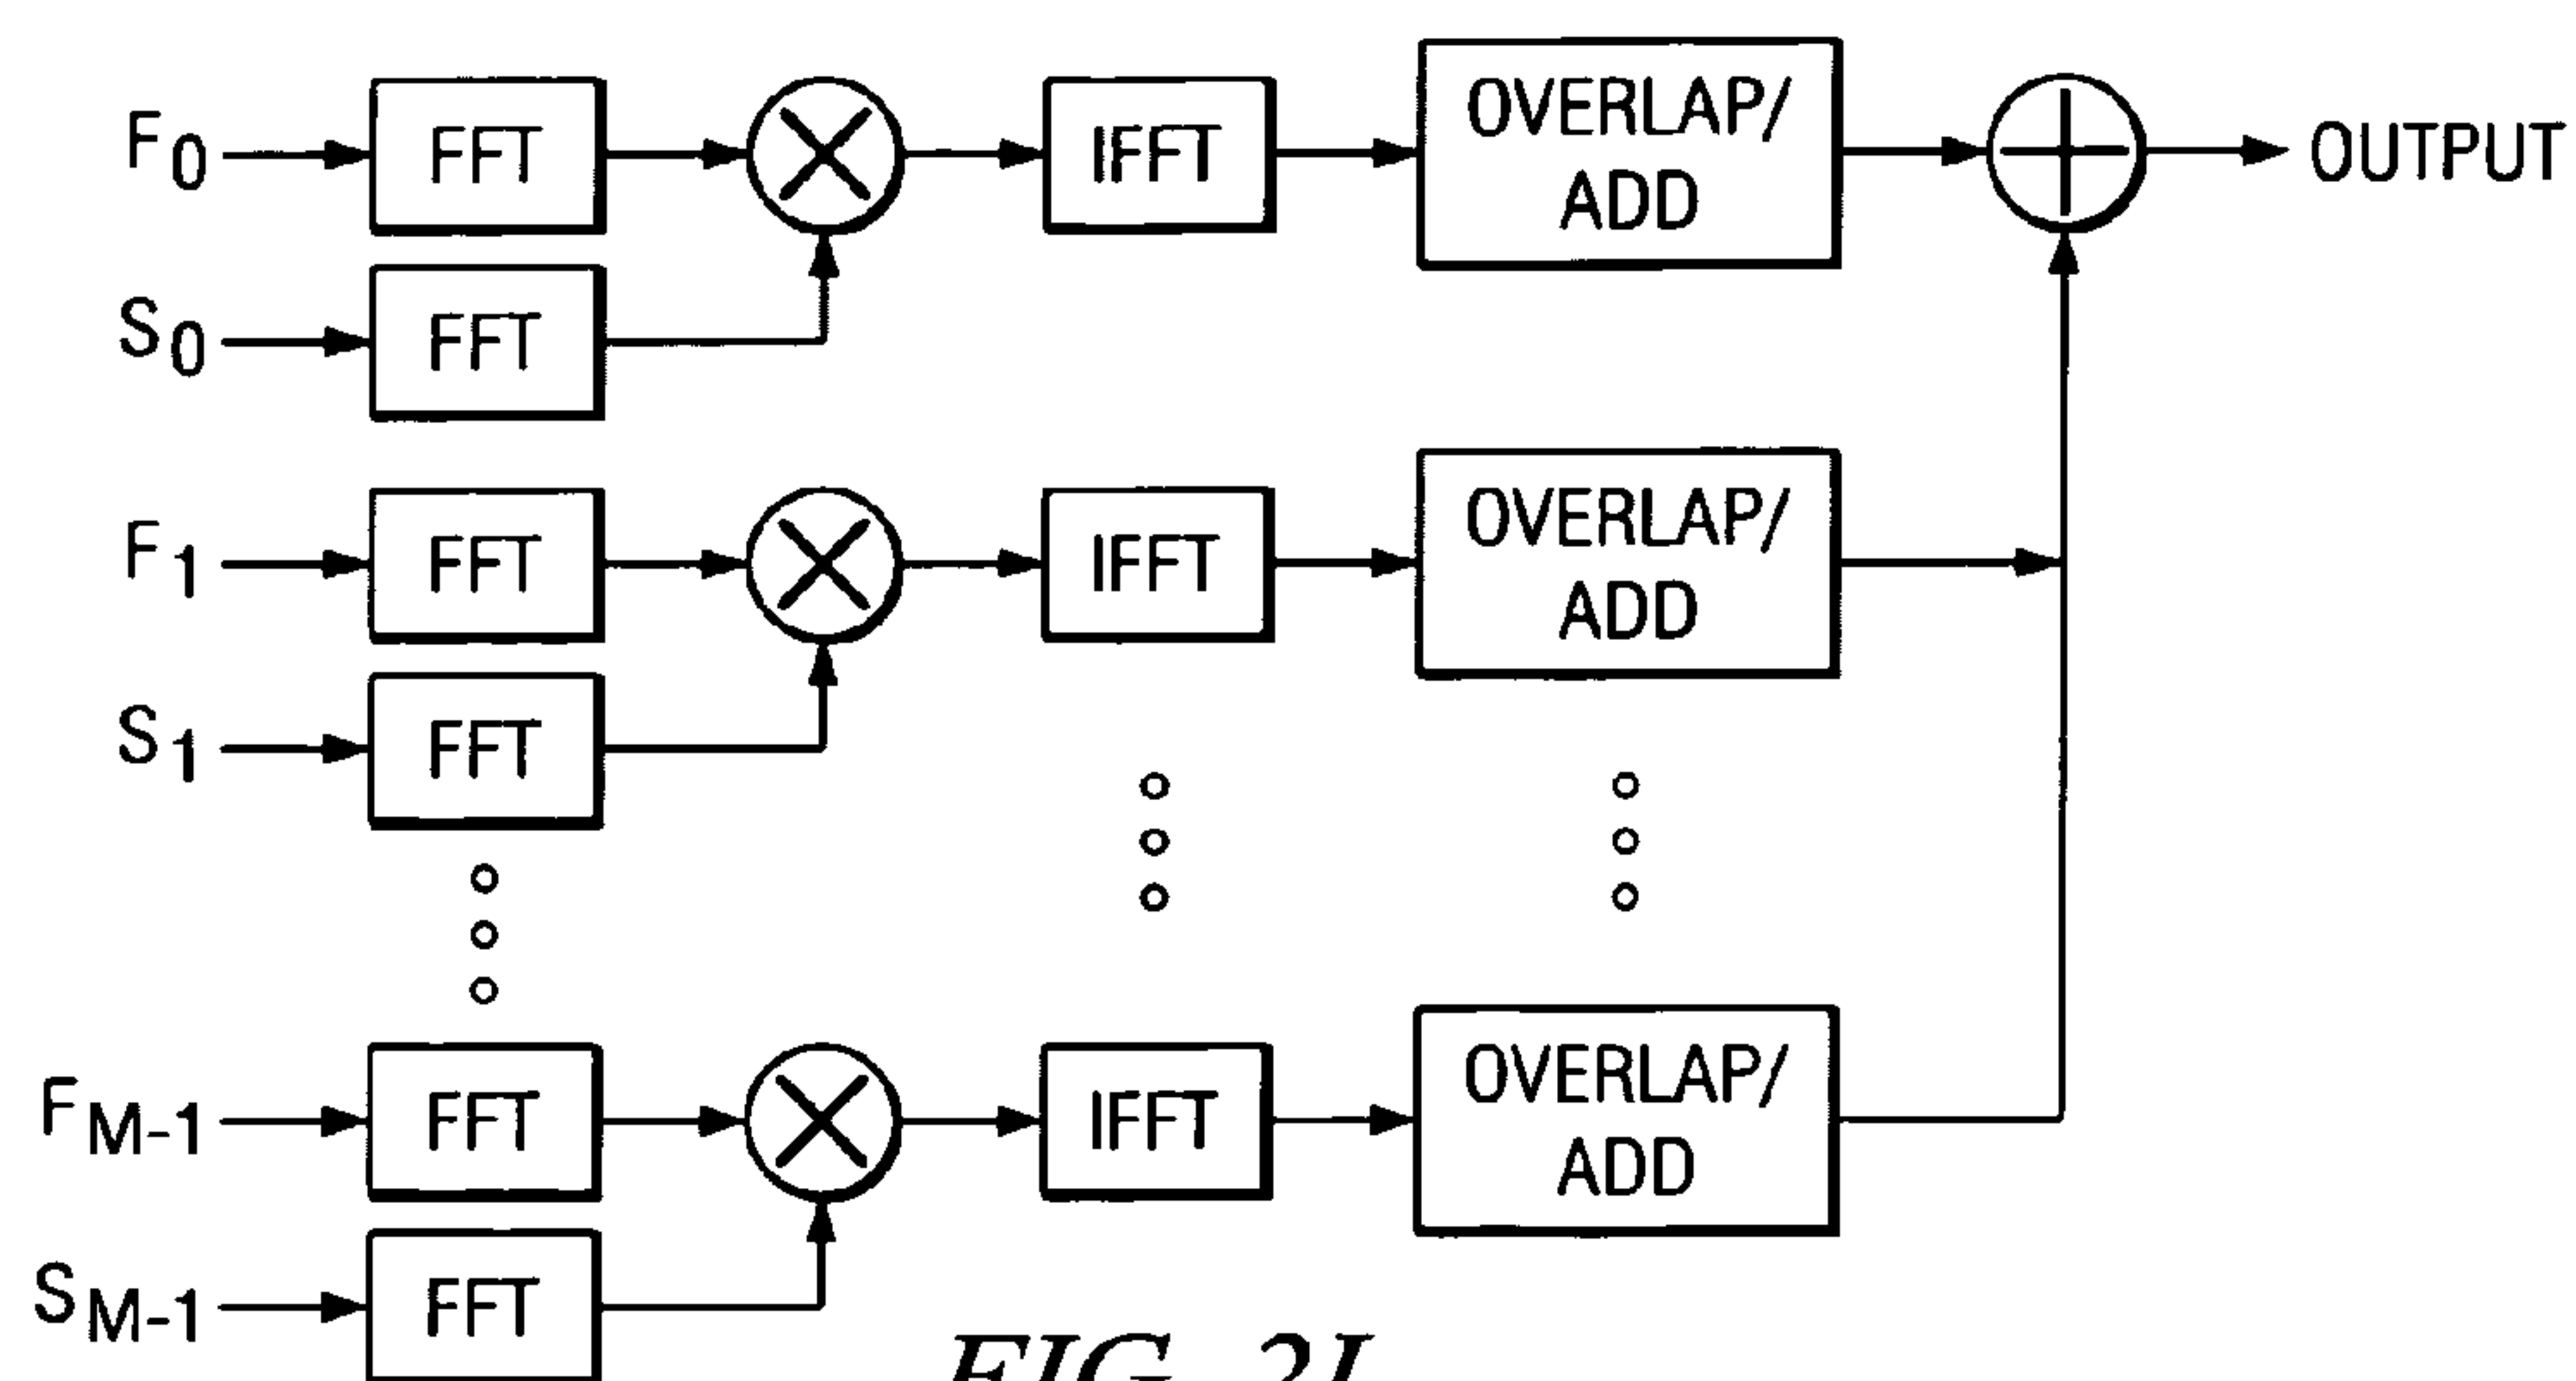 F0 FFT IFFT OVERLAP/
ADD OUTPUT
S0 FFT
F1 FFT IFFT OVERLAP/
ADD
S1 FFT
FM-1 FFT IFFT OVERLAP/
ADD
SM-1 FFT